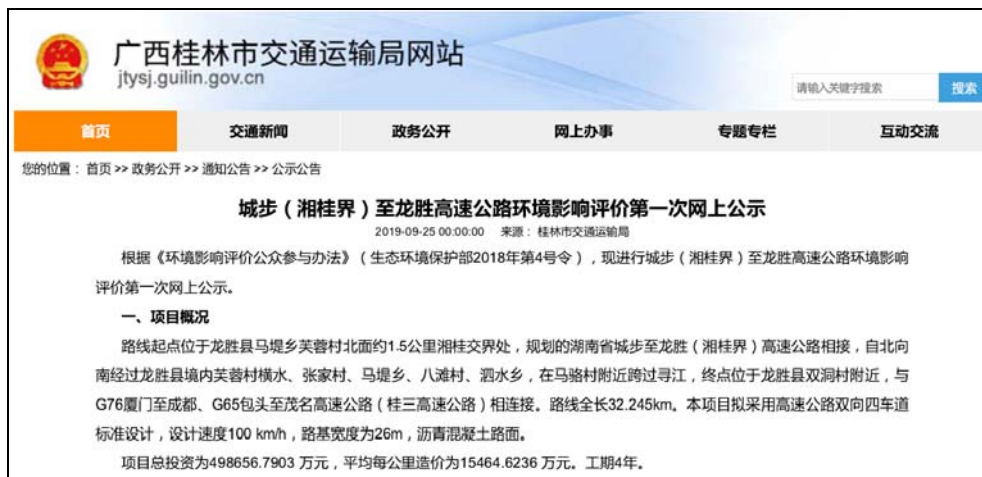 广西桂林市交通运输局网站
jtysj.guilin.gov.cn
请输入关键字搜索
搜索
首页 交通新闻 政务公开 网上办事 专题专栏 互动交流
您的位置：首页 >> 政务公开 >> 通知公告 >> 公示公告
城步（湘桂界）至龙胜高速公路环境影响评价第一次网上公示
2019-09-25 00:00:00 来源：桂林市交通运输局
根据《环境影响评价公众参与办法》（生态环境保护部2018年第4号令），现进行城步（湘桂界）至龙胜高速公路环境影响
评价第一次网上公示。
一、项目概况
路线起点位于龙胜县马堤乡芙蓉村北面约1.5公里湘桂交界处，规划的湖南省城步至龙胜（湘桂界）高速公路相接，自北向
南经过龙胜县境内芙蓉村横水、张家村、马堤乡、八滩村、泗水乡，在马骆村附近跨过寻江，终点位于龙胜县双洞村附近，与
G76厦门至成都、G65包头至茂名高速公路（桂三高速公路）相连接。路线全长32.245km。本项目拟采用高速公路双向四车道
标准设计，设计速度100 km/h，路基宽度为26m，沥青混凝土路面。
项目总投资为498656.7903 万元，平均每公里造价为15464.6236 万元。工期4年。